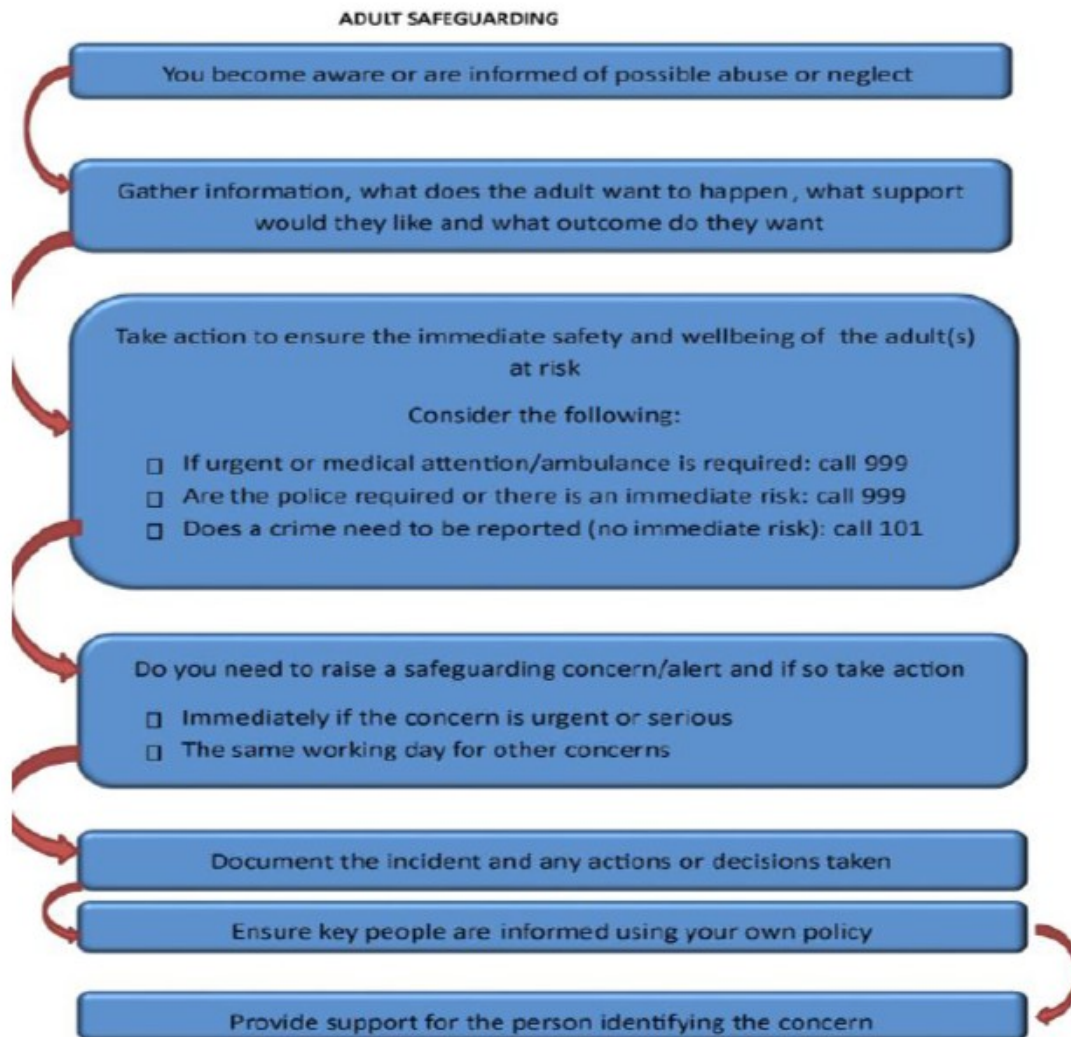 ADULT SAFEGUARDING
You become aware or are informed of possible abuse or neglect
Gather information, what does the adult want to happen, what support
would they like and what outcome do they want
Take action to ensure the immediate safety and wellbeing of the adult(s)
at risk
Consider the following:
If urgent or medical attention/ambulance is required: call 999
Are the police required or there is an immediate risk: call 999
Does a crime need to be reported (no immediate risk): call 101
Do you need to raise a safeguarding concern/alert and if so take action
Immediately if the concern is urgent or serious
The same working day for other concerns
Document the incident and any actions or decisions taken
Ensure key people are informed using your own policy
Provide support for the person identifying the concern